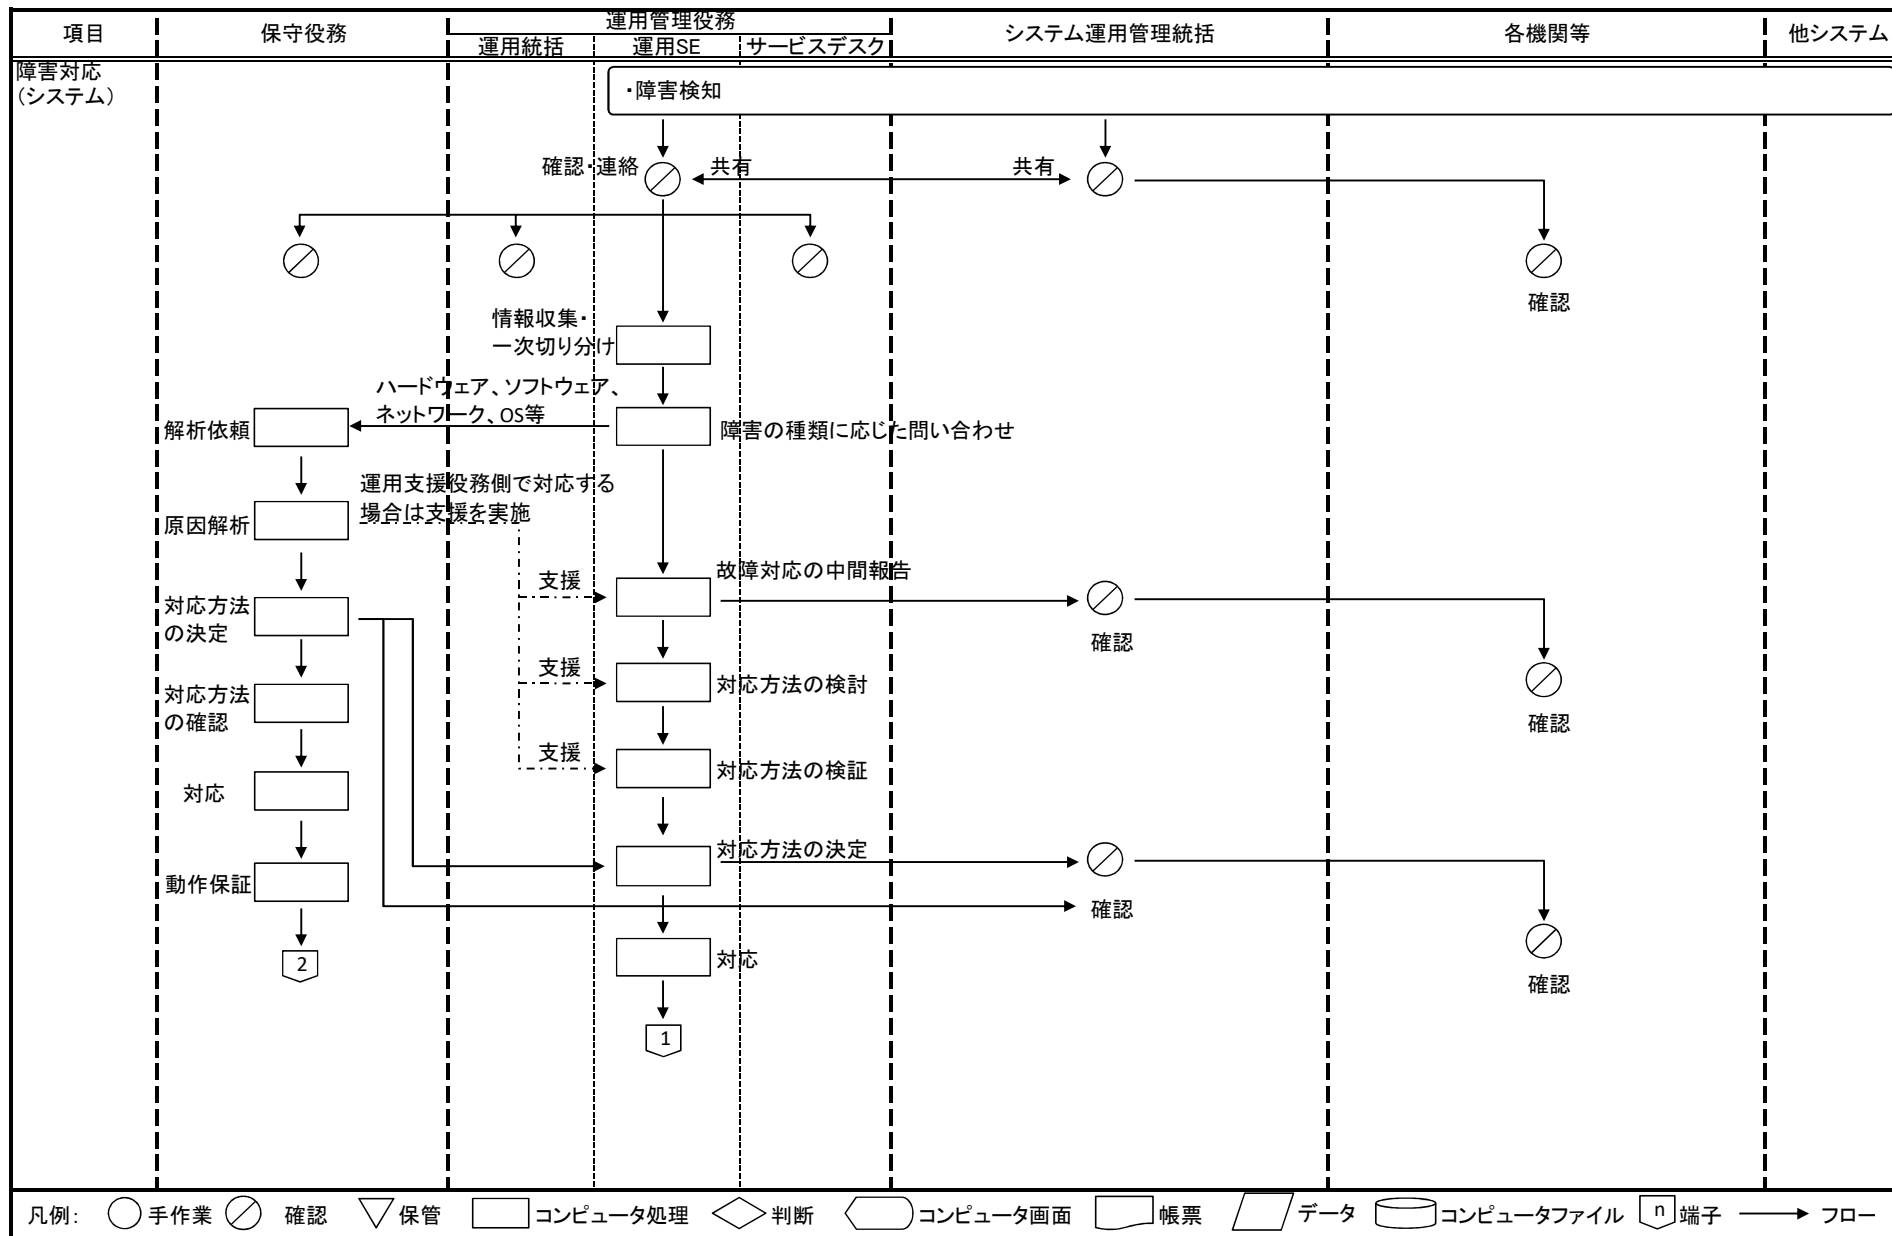 項目
保守役務
運用管理役務
運用統括
運用SE
サービスデスク
システム運用管理統括
各機関等
他システム
障害対応
（システム）
・障害検知
確認・連絡
共有
共有
確認
情報収集・
一次切り分け
ハードウェア、ソフトウェア、
ネットワーク、OS等
解析依頼
障害の種類に応じた問い合わせ
運用支援役務側で対応する
場合は支援を実施
原因解析
支援
故障対応の中間報告
対応方法
の決定
確認
支援
対応方法の検討
対応方法
の確認
確認
支援
対応方法の検証
対応
対応方法の決定
動作保証
確認
対応
2
確認
1
凡例：
手作業
確認
保管
コンピュータ処理
判断
コンピュータ画面
帳票
データ
コンピュータファイル
n
端子
フロー